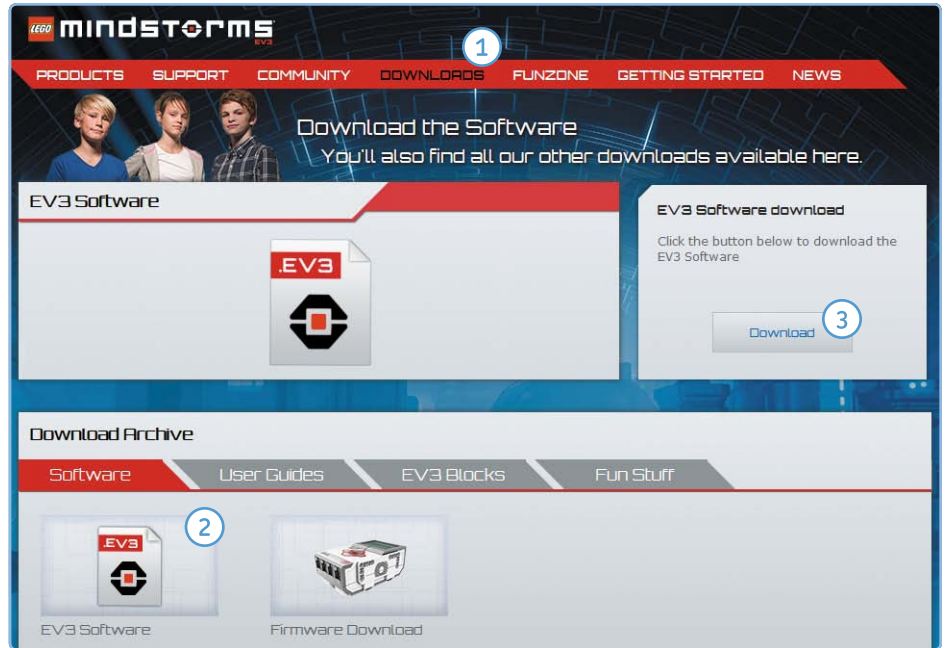 LEGO mindstorms EV3
1
PRODUCTS SUPPORT COMMUNITY DOWNLOADS FUNZONE GETTING STARTED NEWS
Download the Software
You'll also find all our other downloads available here.
EV3 Software
.EV3
EV3 Software download
Click the button below to download the
EV3 Software
Download
3
Download Archive
Software User Guides EV3 Blocks Fun Stuff
2
.EV3
EV3 Software
Firmware Download